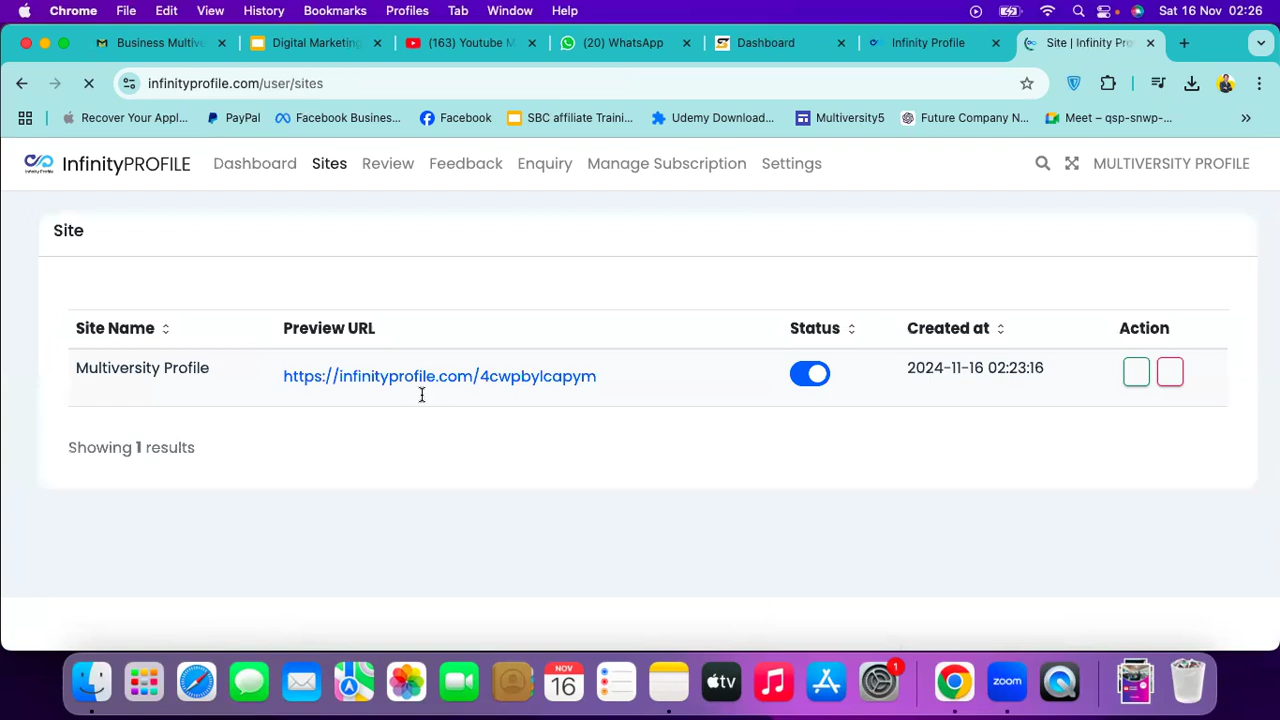 Chrome File Edit View History Bookmarks Profiles Tab Window Help Sat 16 Nov 02:26
Business Multive Digital Marketing (163) Youtube M (20) WhatsApp Dashboard Infinity Profile Site | Infinity Pro
infinityprofile.com/user/sites
Recover Your Appl... PayPal Facebook Busines... Facebook SBC affiliate Traini... Udemy Download... Multiversity5 Future Company N... Meet – qsp-snwp-...
InfinityPROFILE Dashboard Sites Review Feedback Enquiry Manage Subscription Settings MULTIVERSITY PROFILE
Site
Site Name Preview URL Status Created at Action
Multiversity Profile https://infinityprofile.com/4cwpbylcapym 2024-11-16 02:23:16
Showing 1 results
NOV
16
tv
zoom
1